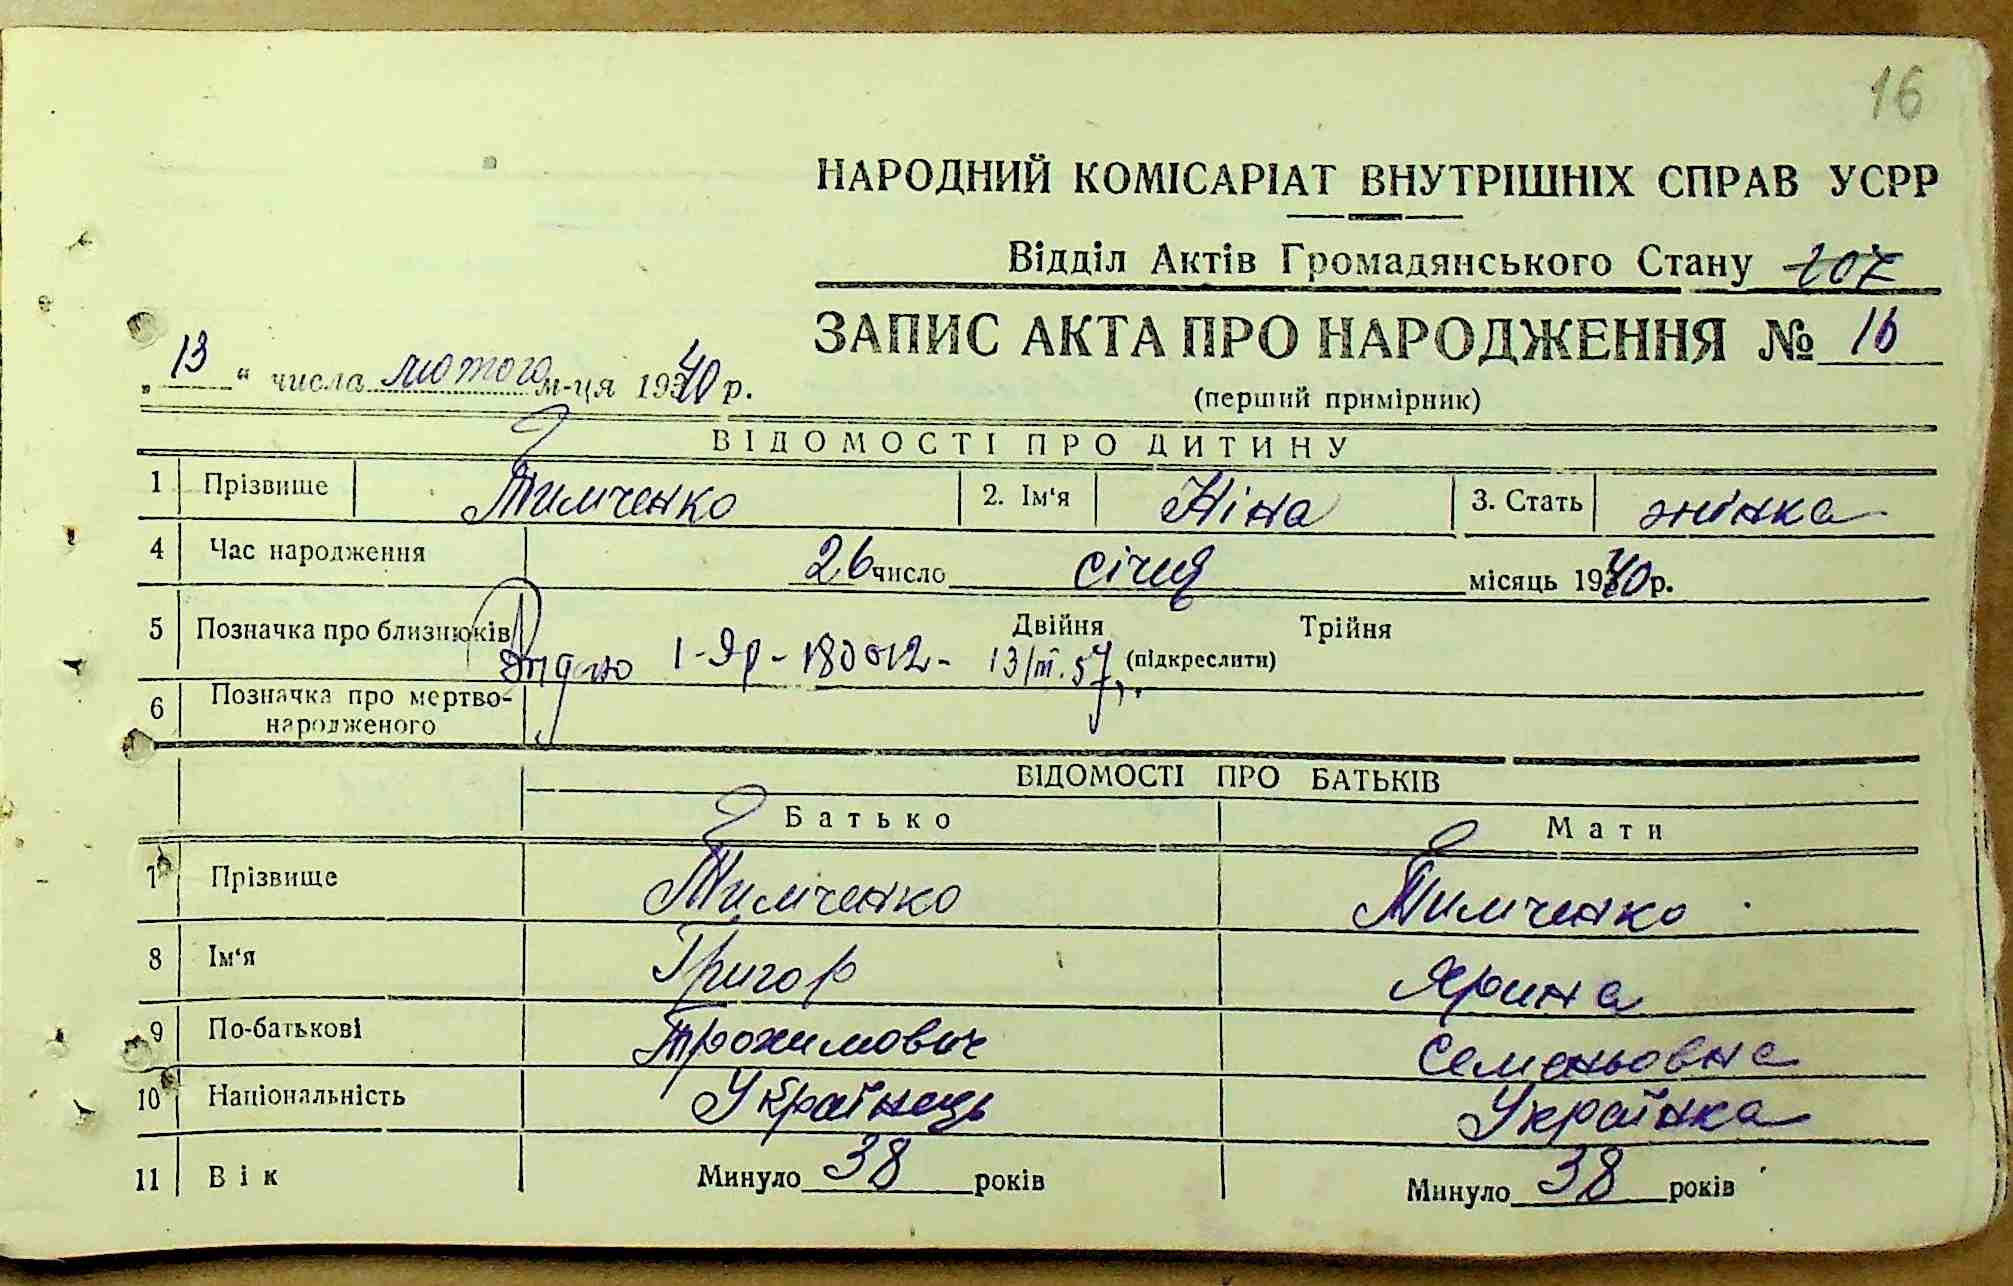 16
НАРОДНИЙ КОМІСАРІАТ ВНУТРІШНІХ СПРАВ УСРР
Відділ Актів Громадянського Стану 207
ЗАПИС АКТА ПРО НАРОДЖЕННЯ № 16
„ 13 “ числа лютого м-ця 1940 р.
(перший примірник)
ВІДОМОСТІ ПРО ДИТИНУ
1 Прізвище Тимченко 2. Ім‘я Ніна 3. Стать жінка
4 Час народження 26 число січня місяць 1940 р.
5 Позначка про близнюків Двійня Трійня
1-Яр-180012- 13/III.57 (підкреслити)
6 Позначка про мертво-
народженого
ВІДОМОСТІ ПРО БАТЬКІВ
Батько Мати
7 Прізвище Тимченко Тимченко
8 Ім‘я Григор Ярина
9 По-батькові Трохимович Семеньовна
10 Національність Українець Українка
11 Вік Минуло 38 років Минуло 38 років